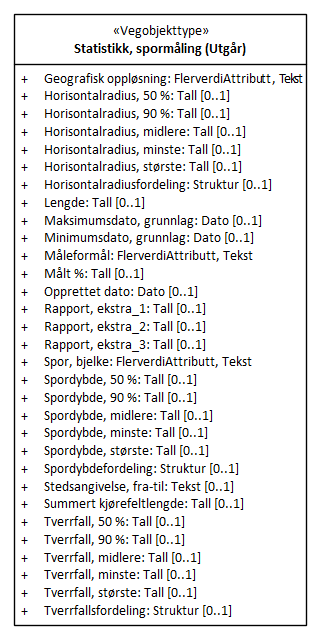 «Vegobjekttype»
Statistikk, spormåling (Utgår)
+ Geografisk oppløsning: FlerverdiAttributt, Tekst
+ Horisontalradius, 50 %: Tall [0..1]
+ Horisontalradius, 90 %: Tall [0..1]
+ Horisontalradius, midlere: Tall [0..1]
+ Horisontalradius, minste: Tall [0..1]
+ Horisontalradius, største: Tall [0..1]
+ Horisontalradiusfordeling: Struktur [0..1]
+ Lengde: Tall [0..1]
+ Maksimumsdato, grunnlag: Dato [0..1]
+ Minimumsdato, grunnlag: Dato [0..1]
+ Måleformål: FlerverdiAttributt, Tekst
+ Målt %: Tall [0..1]
+ Opprettet dato: Dato [0..1]
+ Rapport, ekstra_1: Tall [0..1]
+ Rapport, ekstra_2: Tall [0..1]
+ Rapport, ekstra_3: Tall [0..1]
+ Spor, bjelke: FlerverdiAttributt, Tekst
+ Spordybde, 50 %: Tall [0..1]
+ Spordybde, 90 %: Tall [0..1]
+ Spordybde, midlere: Tall [0..1]
+ Spordybde, minste: Tall [0..1]
+ Spordybde, største: Tall [0..1]
+ Spordybdefordeling: Struktur [0..1]
+ Stedsangivelse, fra-til: Tekst [0..1]
+ Summert kjørefeltlengde: Tall [0..1]
+ Tverrfall, 50 %: Tall [0..1]
+ Tverrfall, 90 %: Tall [0..1]
+ Tverrfall, midlere: Tall [0..1]
+ Tverrfall, minste: Tall [0..1]
+ Tverrfall, største: Tall [0..1]
+ Tverrfallsfordeling: Struktur [0..1]